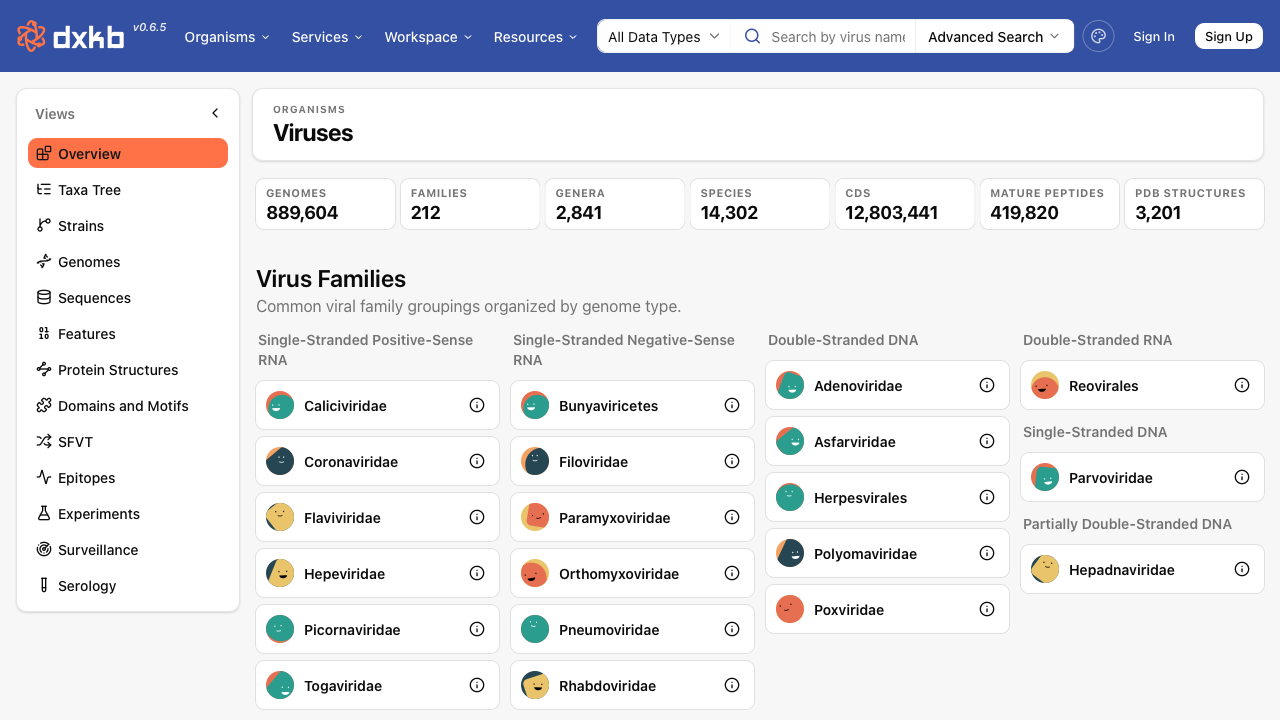 dxkb v0.6.5
Organisms Services Workspace Resources All Data Types Search by virus name Advanced Search Sign In Sign Up
Views
Overview
Taxa Tree
Strains
Genomes
Sequences
Features
Protein Structures
Domains and Motifs
SFVT
Epitopes
Experiments
Surveillance
Serology
ORGANISMS
Viruses
GENOMES
889,604
FAMILIES
212
GENERA
2,841
SPECIES
14,302
CDS
12,803,441
MATURE PEPTIDES
419,820
PDB STRUCTURES
3,201
Virus Families
Common viral family groupings organized by genome type.
Single-Stranded Positive-Sense
RNA
Caliciviridae
Coronaviridae
Flaviviridae
Hepeviridae
Picornaviridae
Togaviridae
Single-Stranded Negative-Sense
RNA
Bunyaviricetes
Filoviridae
Paramyxoviridae
Orthomyxoviridae
Pneumoviridae
Rhabdoviridae
Double-Stranded DNA
Adenoviridae
Asfarviridae
Herpesvirales
Polyomaviridae
Poxviridae
Double-Stranded RNA
Reovirales
Single-Stranded DNA
Parvoviridae
Partially Double-Stranded DNA
Hepadnaviridae